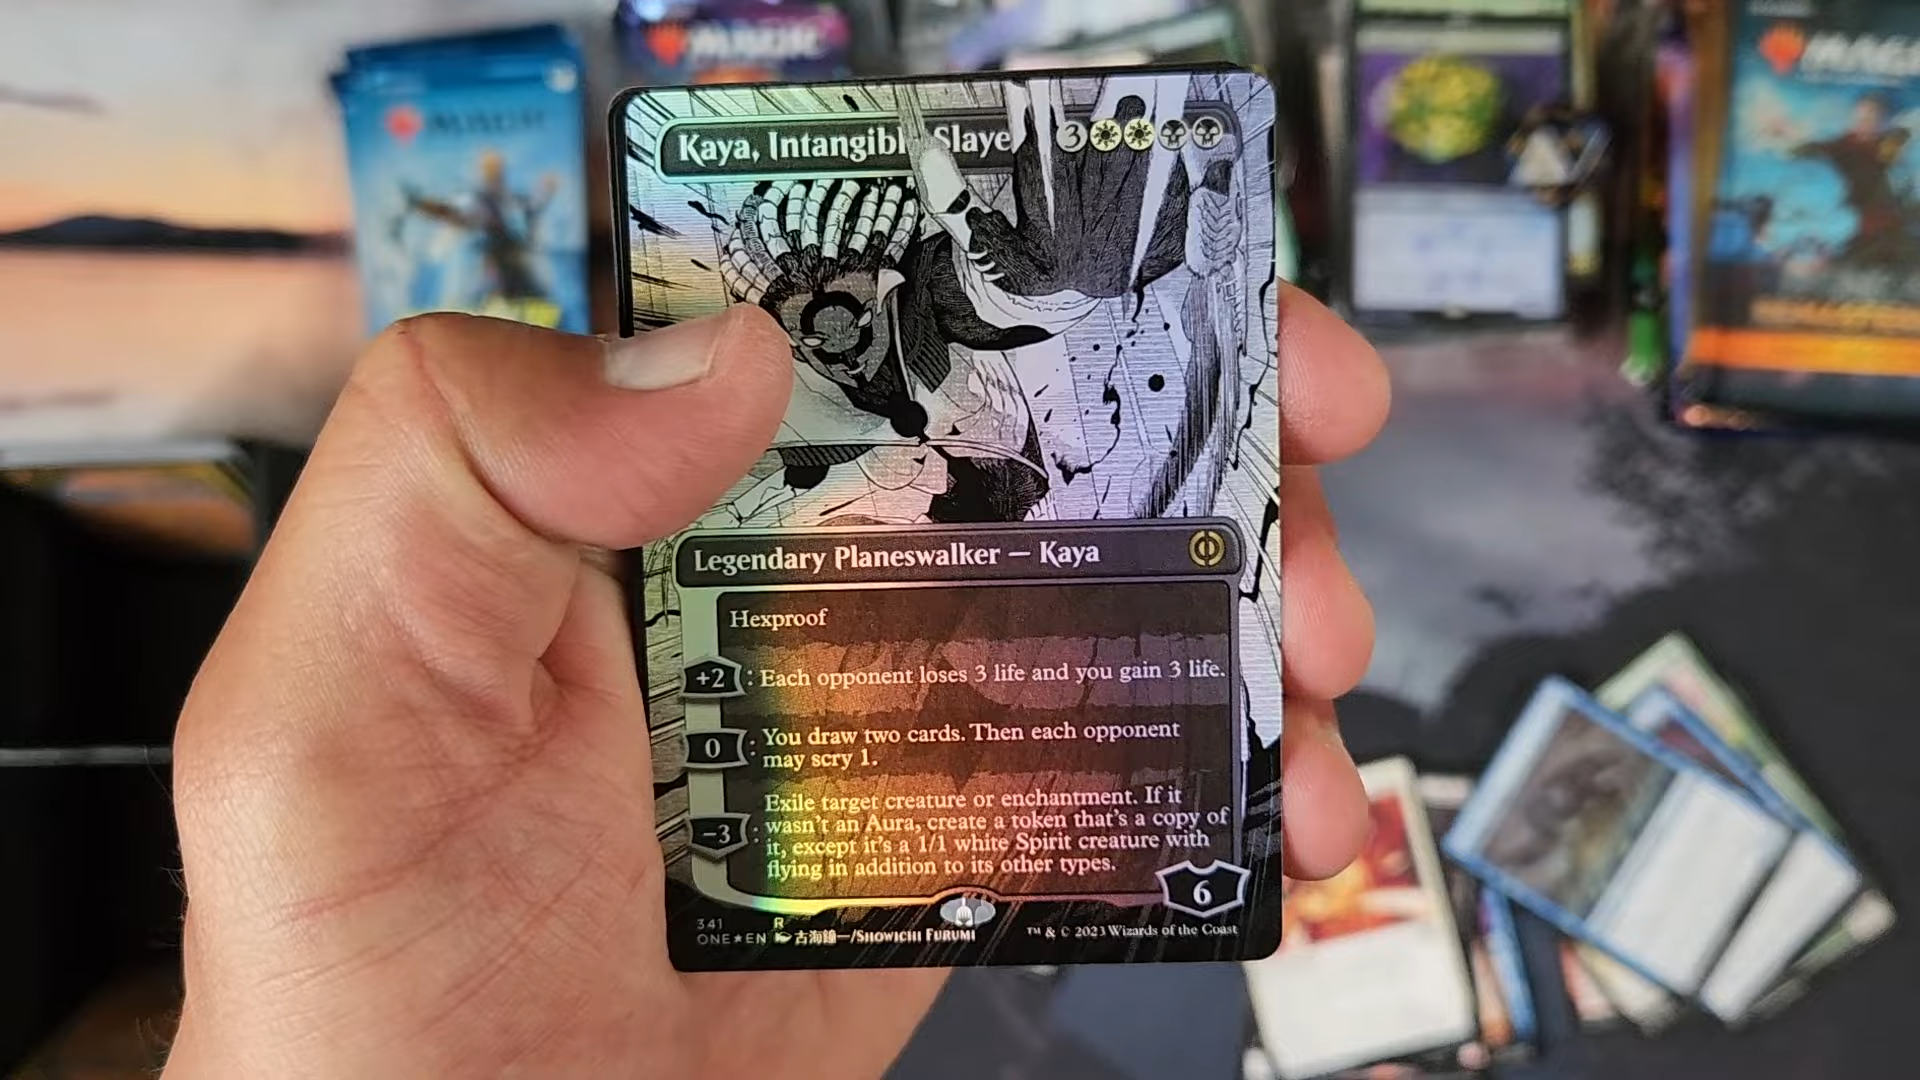 MAGIC
MAGIC
MAGIC
Kaya, Intangible Slayer 3
Legendary Planeswalker — Kaya
Hexproof
+2: Each opponent loses 3 life and you gain 3 life.
0: You draw two cards. Then each opponent
may scry 1.
-3: Exile target creature or enchantment. If it
wasn't an Aura, create a token that's a copy of
it, except it's a 1/1 white Spirit creature with
flying in addition to its other types.
6
341 R
ONE★EN 古海鐘一/SHOWICHI FURUMI
™ & © 2023 Wizards of the Coast